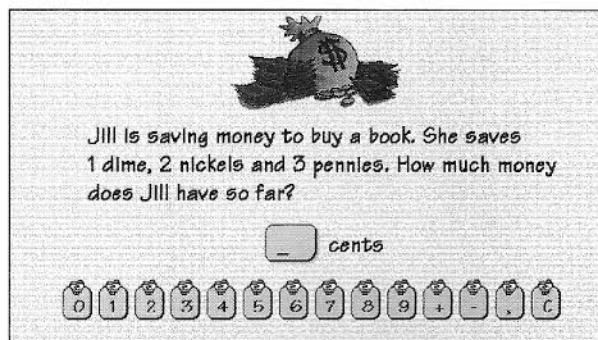 $
Jill is saving money to buy a book. She saves
1 dime, 2 nickels and 3 pennies. How much money
does Jill have so far?
_ cents
0 1 2 3 4 5 6 7 8 9 + - , C